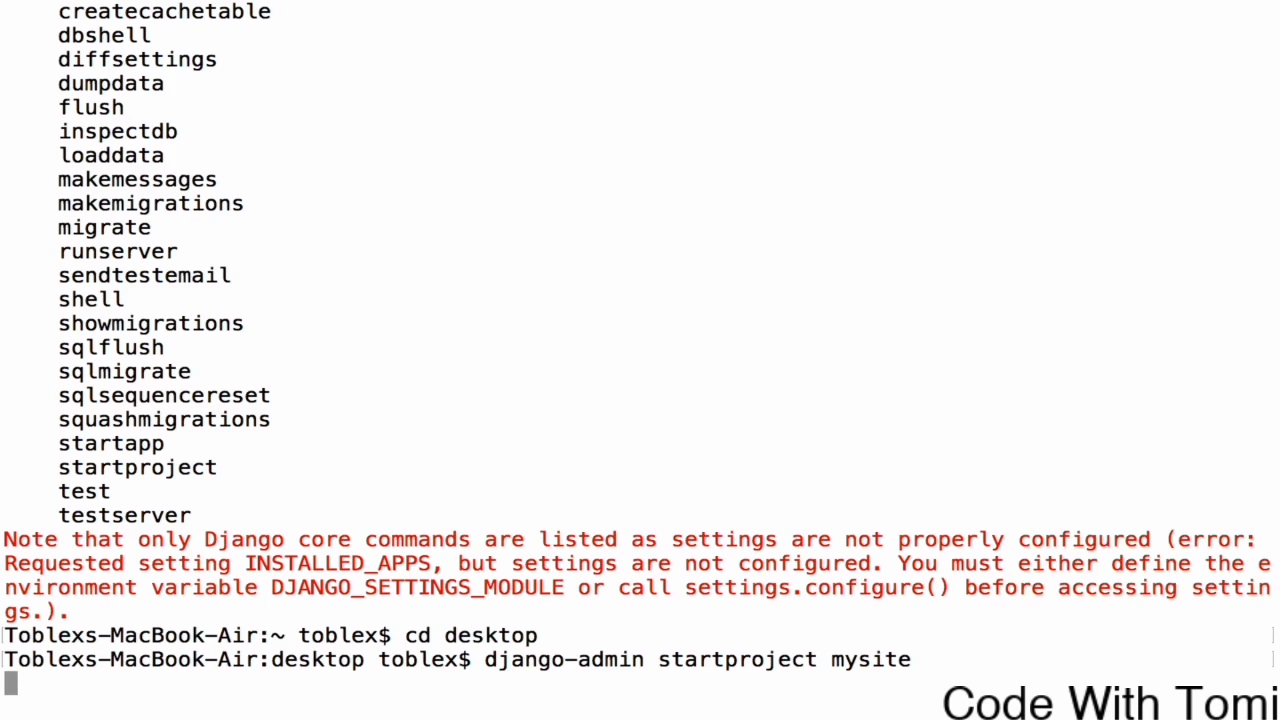 createcachetable
dbshell
diffsettings
dumpdata
flush
inspectdb
loaddata
makemessages
makemigrations
migrate
runserver
sendtestemail
shell
showmigrations
sqlflush
sqlmigrate
sqlsequencereset
squashmigrations
startapp
startproject
test
testserver
Note that only Django core commands are listed as settings are not properly configured (error:
Requested setting INSTALLED_APPS, but settings are not configured. You must either define the e
nvironment variable DJANGO_SETTINGS_MODULE or call settings.configure() before accessing settin
gs.).
Toblexs-MacBook-Air:~ toblex$ cd desktop
Toblexs-MacBook-Air:desktop toblex$ django-admin startproject mysite
Code With Tomi